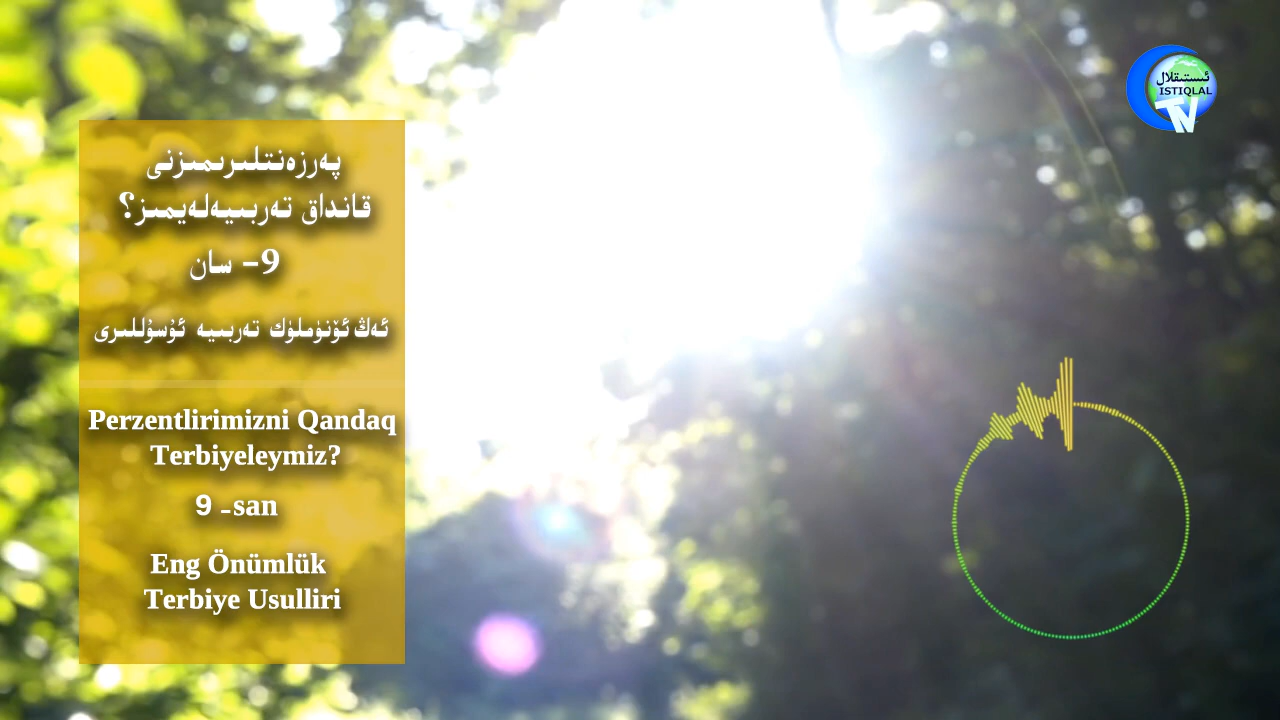 پەرزەنتلىرىمىزنى
قانداق تەربىيەلەيمىز؟
9- سان
ئەڭ ئۈنۈملۈك تەربىيە ئۇسۇللىرى
Perzentlirimizni Qandaq
Terbiyeleymiz?
9 -san
Eng Önümlük
Terbiye Usulliri
ئىستىقلال
ISTIQLAL
TV